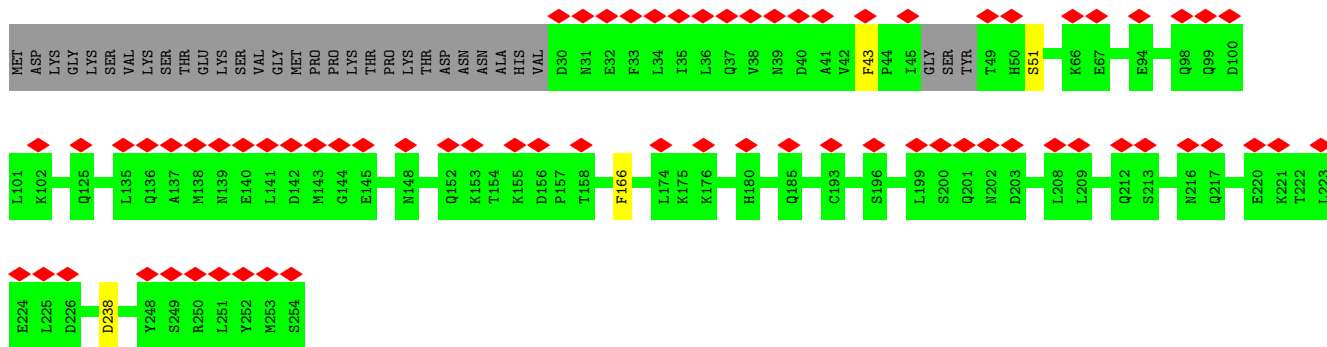 MET ASP LYS GLY LYS SER VAL LYS SER THR GLU LYS SER VAL GLY MET PRO PRO LYS THR PRO LYS THR ASP ASN ASN ALA HIS VAL D30 N31 E32 F33 L34 I35 L36 Q37 V38 N39 D40 A41 V42 F43 P44 I45 GLY SER TYR T49 H50 S51 K66 E67 E94 Q98 Q99 D100
L101 K102 Q125 L135 Q136 A137 M138 N139 E140 L141 D142 M143 G144 E145 N148 Q152 K153 T154 K155 D156 P157 T158 F166 L174 K175 K176 H180 Q185 C193 S196 L199 S200 Q201 N202 D203 L208 L209 Q212 S213 N216 Q217 E220 K221 T222 L223
E224 L225 D226 D238 Y248 S249 R250 L251 Y252 M253 S254